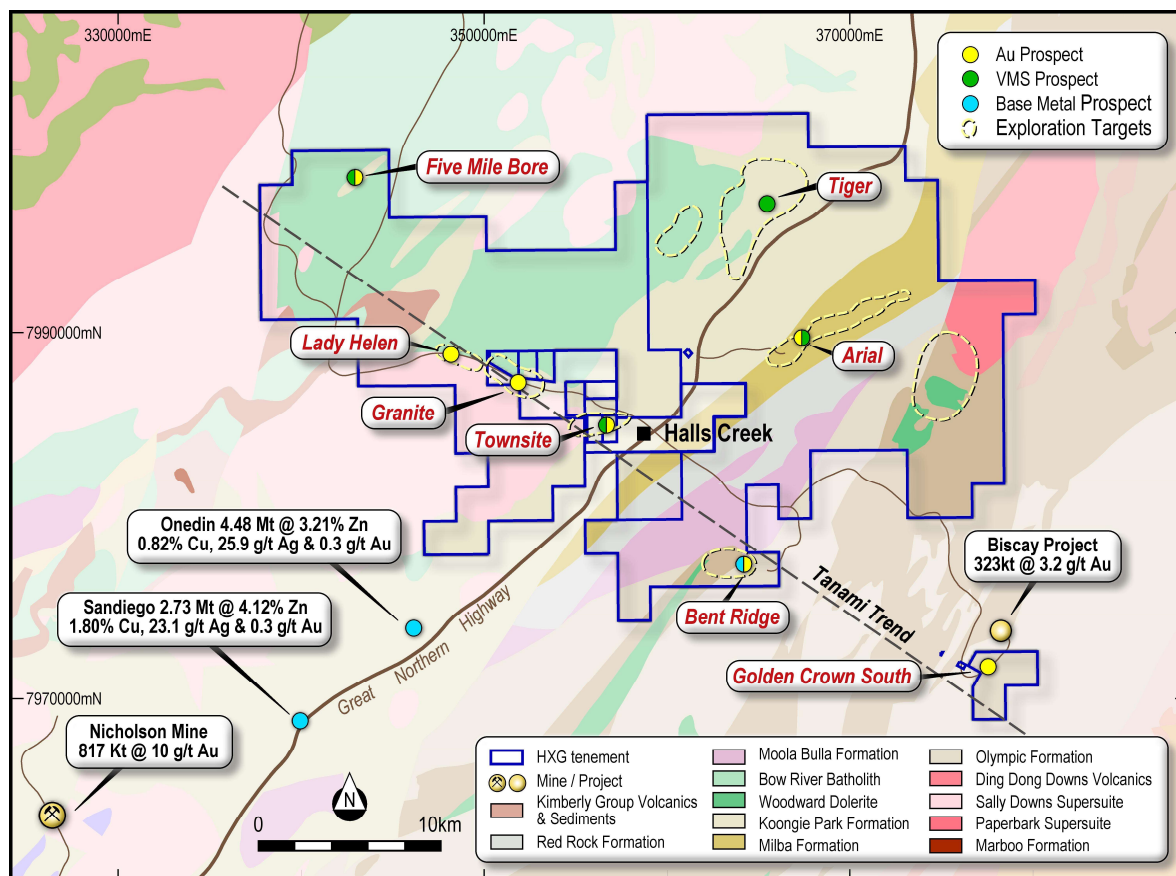 330000mE
350000mE
370000mE
Au Prospect
VMS Prospect
Base Metal Prospect
Exploration Targets
Five Mile Bore
Tiger
7990000mN
Lady Helen
Arial
Granite
Townsite
Halls Creek
Onedin 4.48 Mt @ 3.21% Zn
0.82% Cu, 25.9 g/t Ag & 0.3 g/t Au
Biscay Project
323kt @ 3.2 g/t Au
Sandiego 2.73 Mt @ 4.12% Zn
1.80% Cu, 23.1 g/t Ag & 0.3 g/t Au
Tanami Trend
Bent Ridge
Great Northern Highway
Golden Crown South
7970000mN
Nicholson Mine
817 Kt @ 10 g/t Au
N
0 10km
HXG tenement
Mine / Project
Kimberly Group Volcanics
& Sediments
Red Rock Formation
Moola Bulla Formation
Bow River Batholith
Woodward Dolerite
Koongie Park Formation
Milba Formation
Olympic Formation
Ding Dong Downs Volcanics
Sally Downs Supersuite
Paperbark Supersuite
Marboo Formation